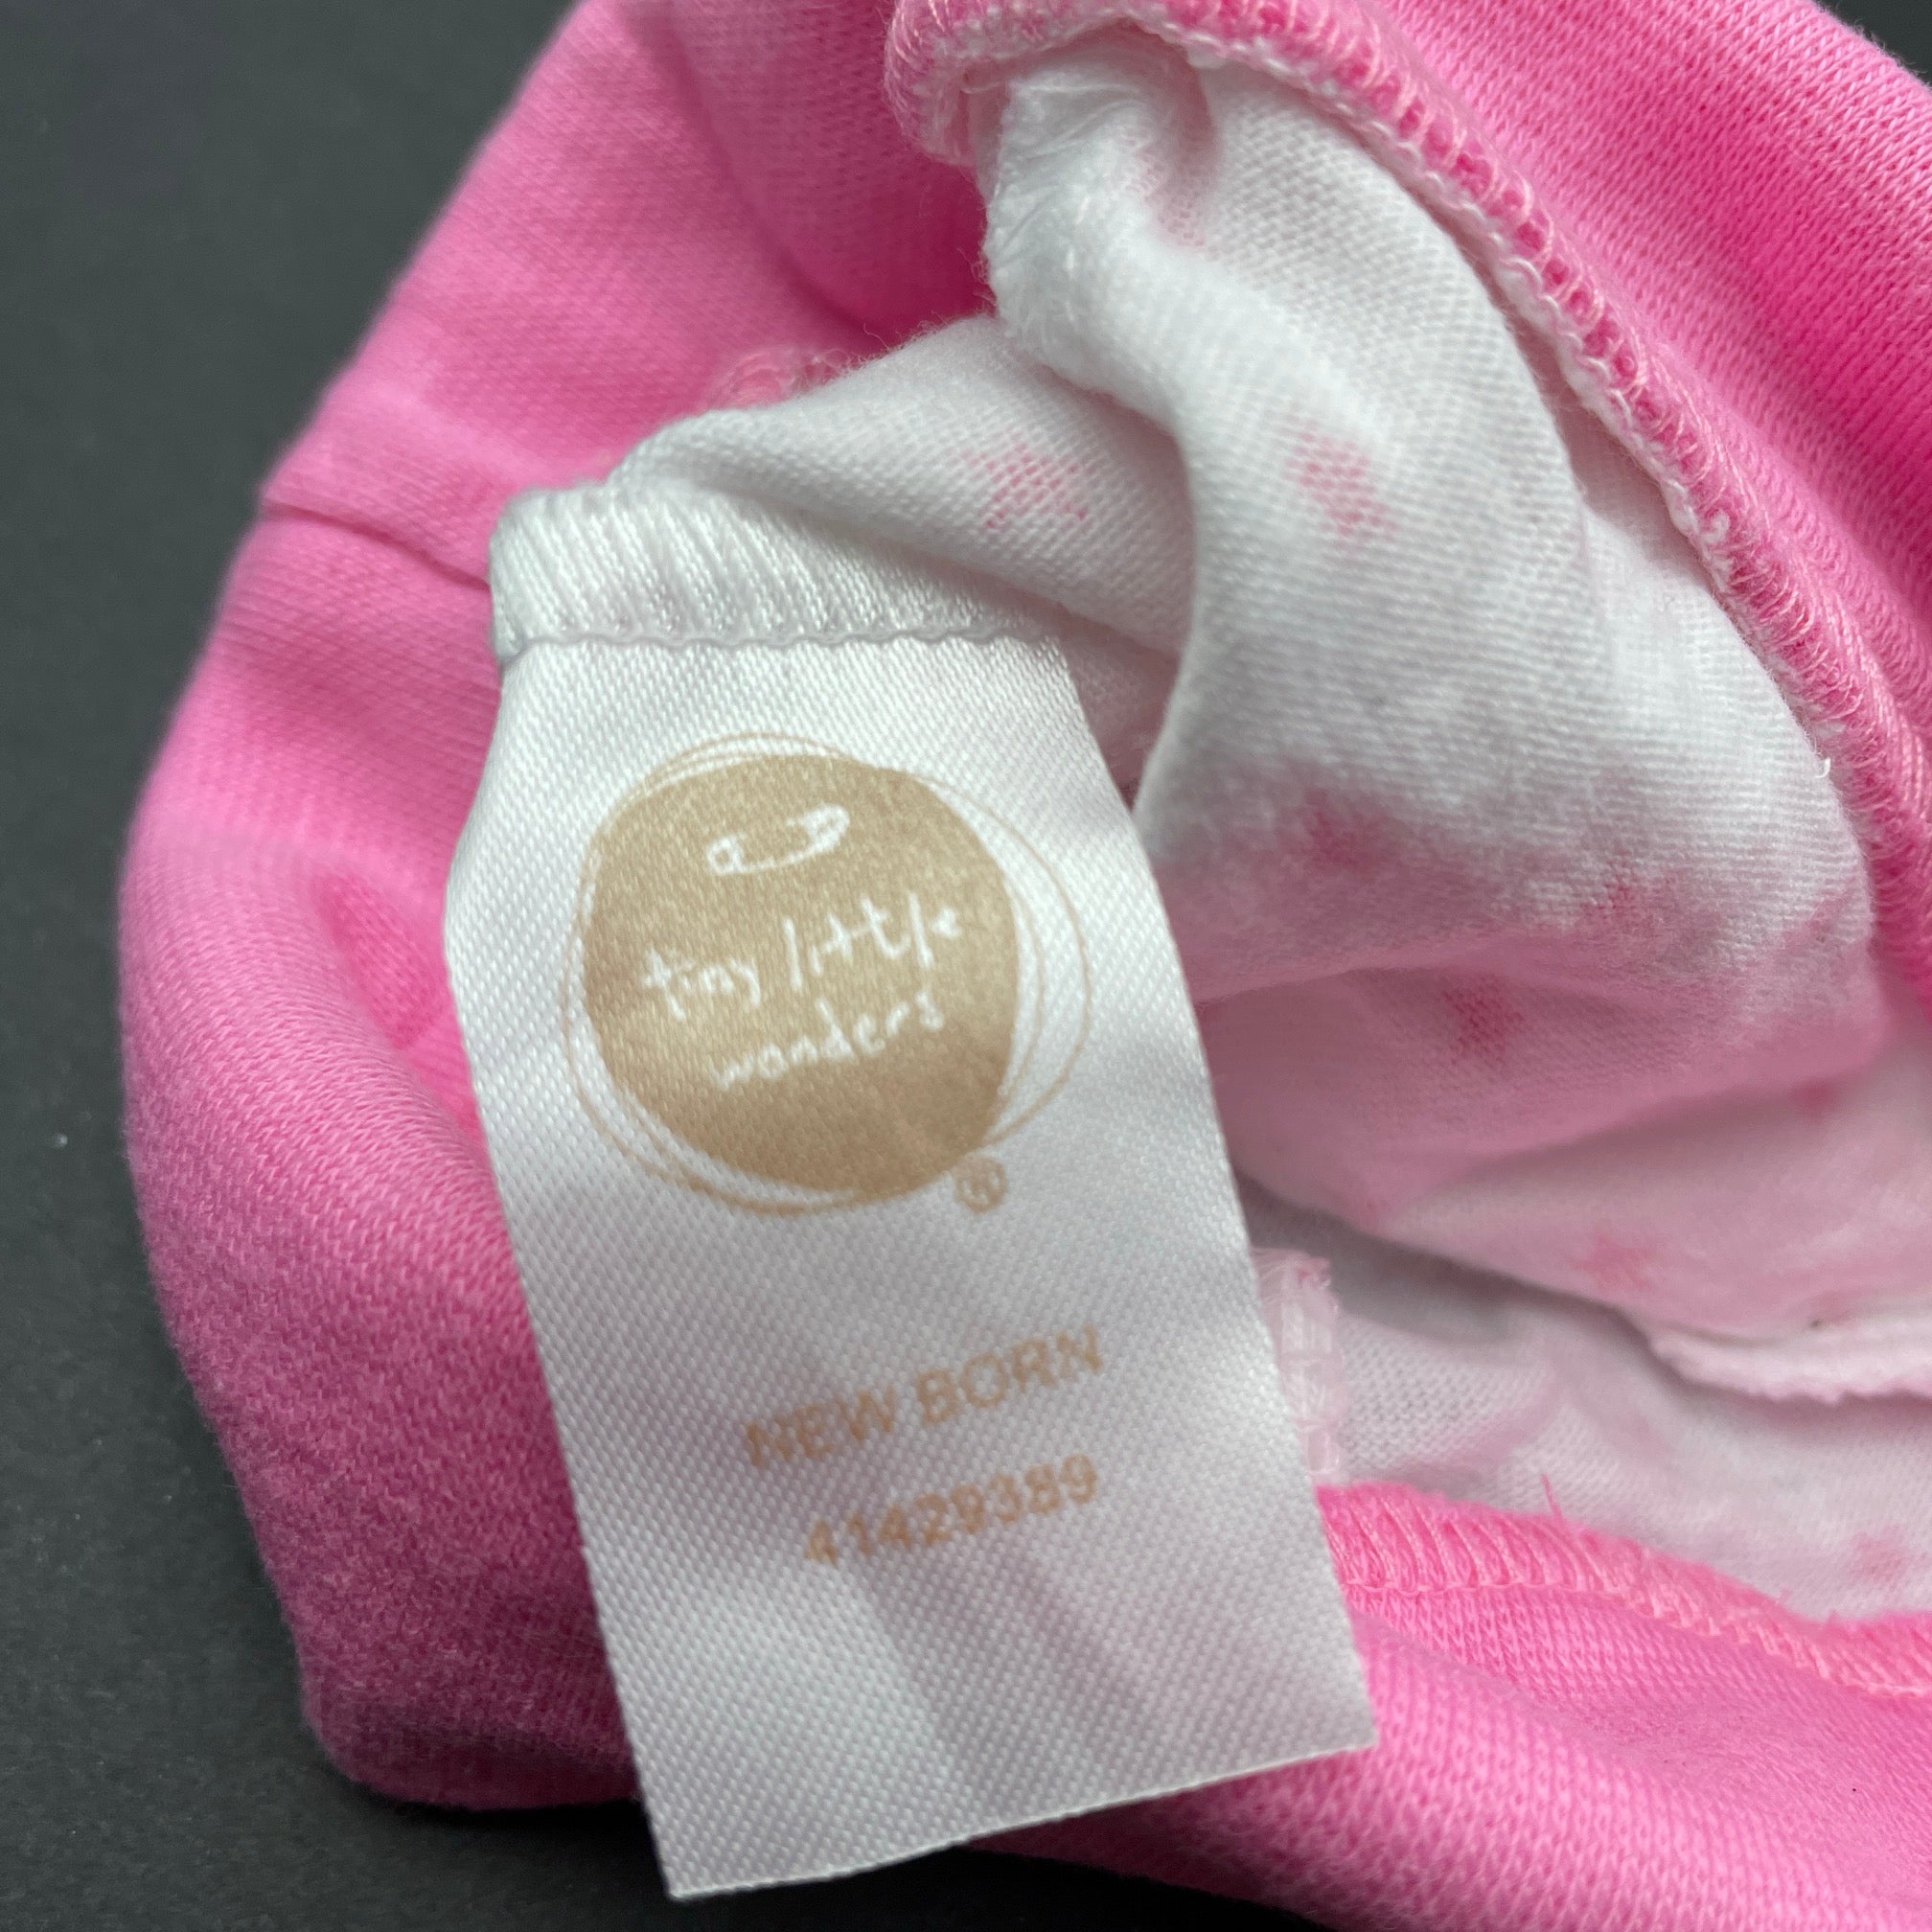 tiny little
wonders
®
NEW BORN
41429389